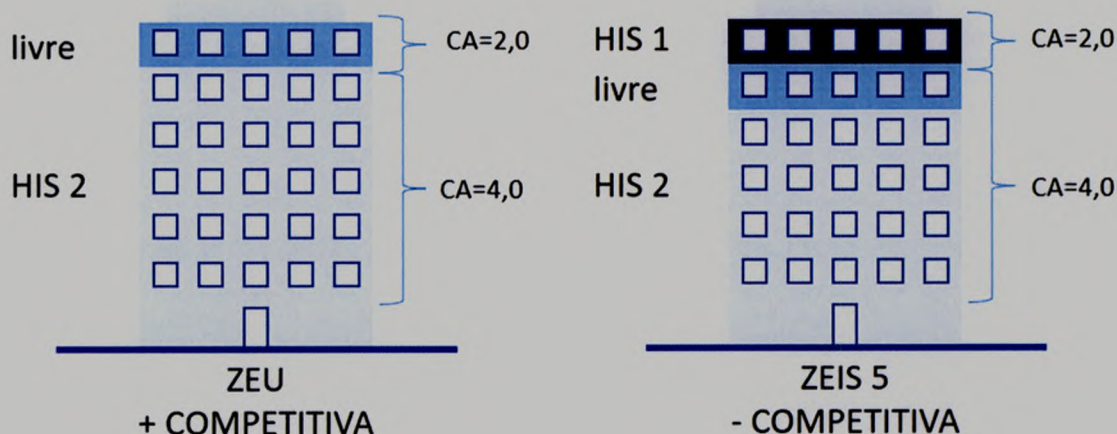 livre
CA=2,0
HIS 2
CA=4,0
ZEU
+ COMPETITIVA
HIS 1
CA=2,0
livre
HIS 2
CA=4,0
ZEIS 5
- COMPETITIVA